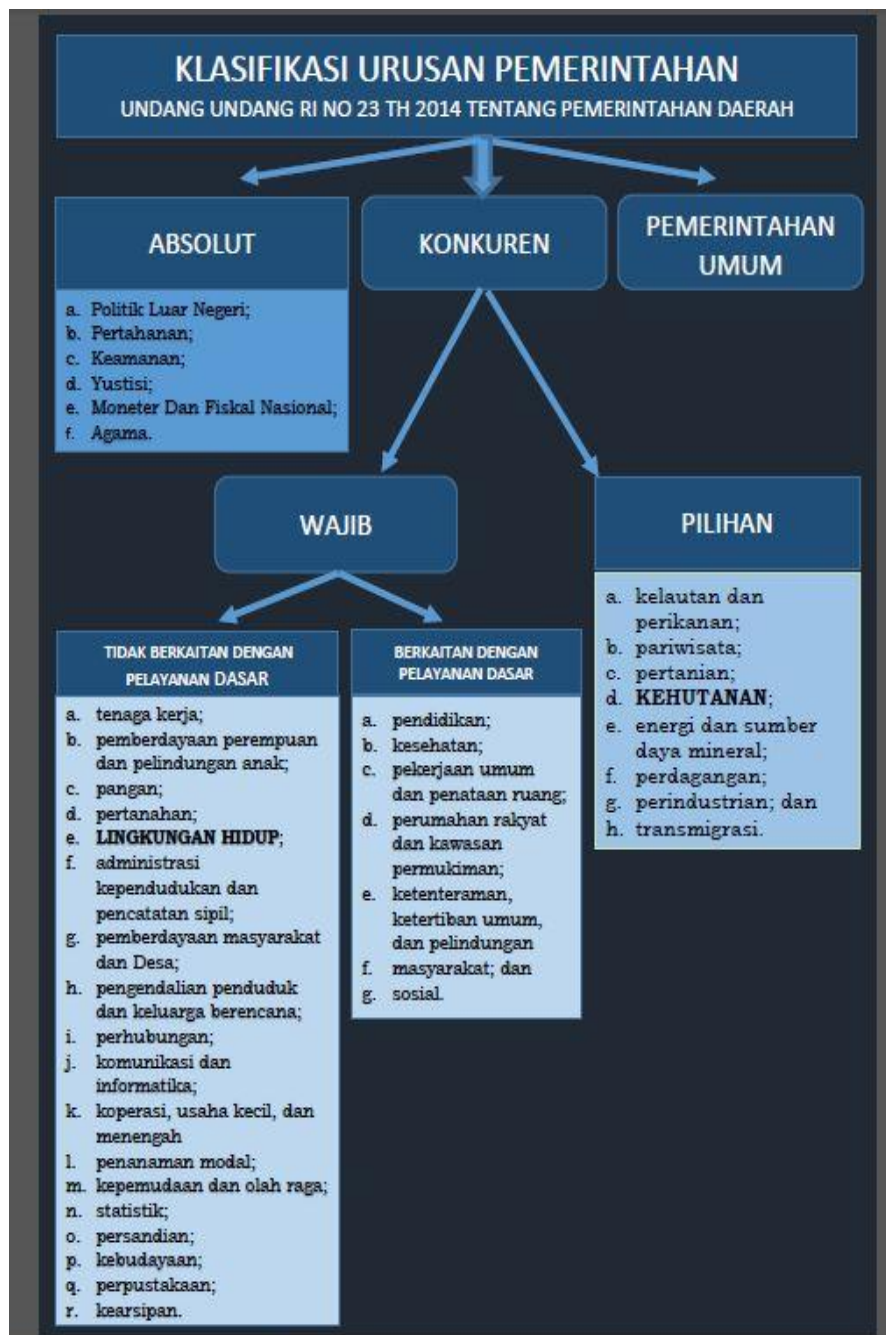 KLASIFIKASI URUSAN PEMERINTAHAN
UNDANG UNDANG RI NO 23 TH 2014 TENTANG PEMERINTAHAN DAERAH
ABSOLUT
a. Politik Luar Negeri;
b. Pertahanan;
c. Keamanan;
d. Yustisi;
e. Moneter Dan Fiskal Nasional;
f. Agama.
KONKUREN
PEMERINTAHAN
UMUM
WAJIB
TIDAK BERKAITAN DENGAN
PELAYANAN DASAR
a. tenaga kerja;
b. pemberdayaan perempuan
dan pelindungan anak;
c. pangan;
d. pertanahan;
e. LINGKUNGAN HIDUP;
f. administrasi
kependudukan dan
pencatatan sipil;
g. pemberdayaan masyarakat
dan Desa;
h. pengendalian penduduk
dan keluarga berencana;
i. perhubungan;
j. komunikasi dan
informatika;
k. koperasi, usaha kecil, dan
menengah
l. penanaman modal;
m. kepemudaan dan olah raga;
n. statistik;
o. persandian;
p. kebudayaan;
q. perpustakaan;
r. kearsipan.
BERKAITAN DENGAN
PELAYANAN DASAR
a. pendidikan;
b. kesehatan;
c. pekerjaan umum
dan penataan ruang;
d. perumahan rakyat
dan kawasan
permukiman;
e. ketenteraman,
ketertiban umum,
dan pelindungan
f. masyarakat; dan
g. sosial.
PILIHAN
a. kelautan dan
perikanan;
b. pariwisata;
c. pertanian;
d. KEHUTANAN;
e. energi dan sumber
daya mineral;
f. perdagangan;
g. perindustrian; dan
h. transmigrasi.